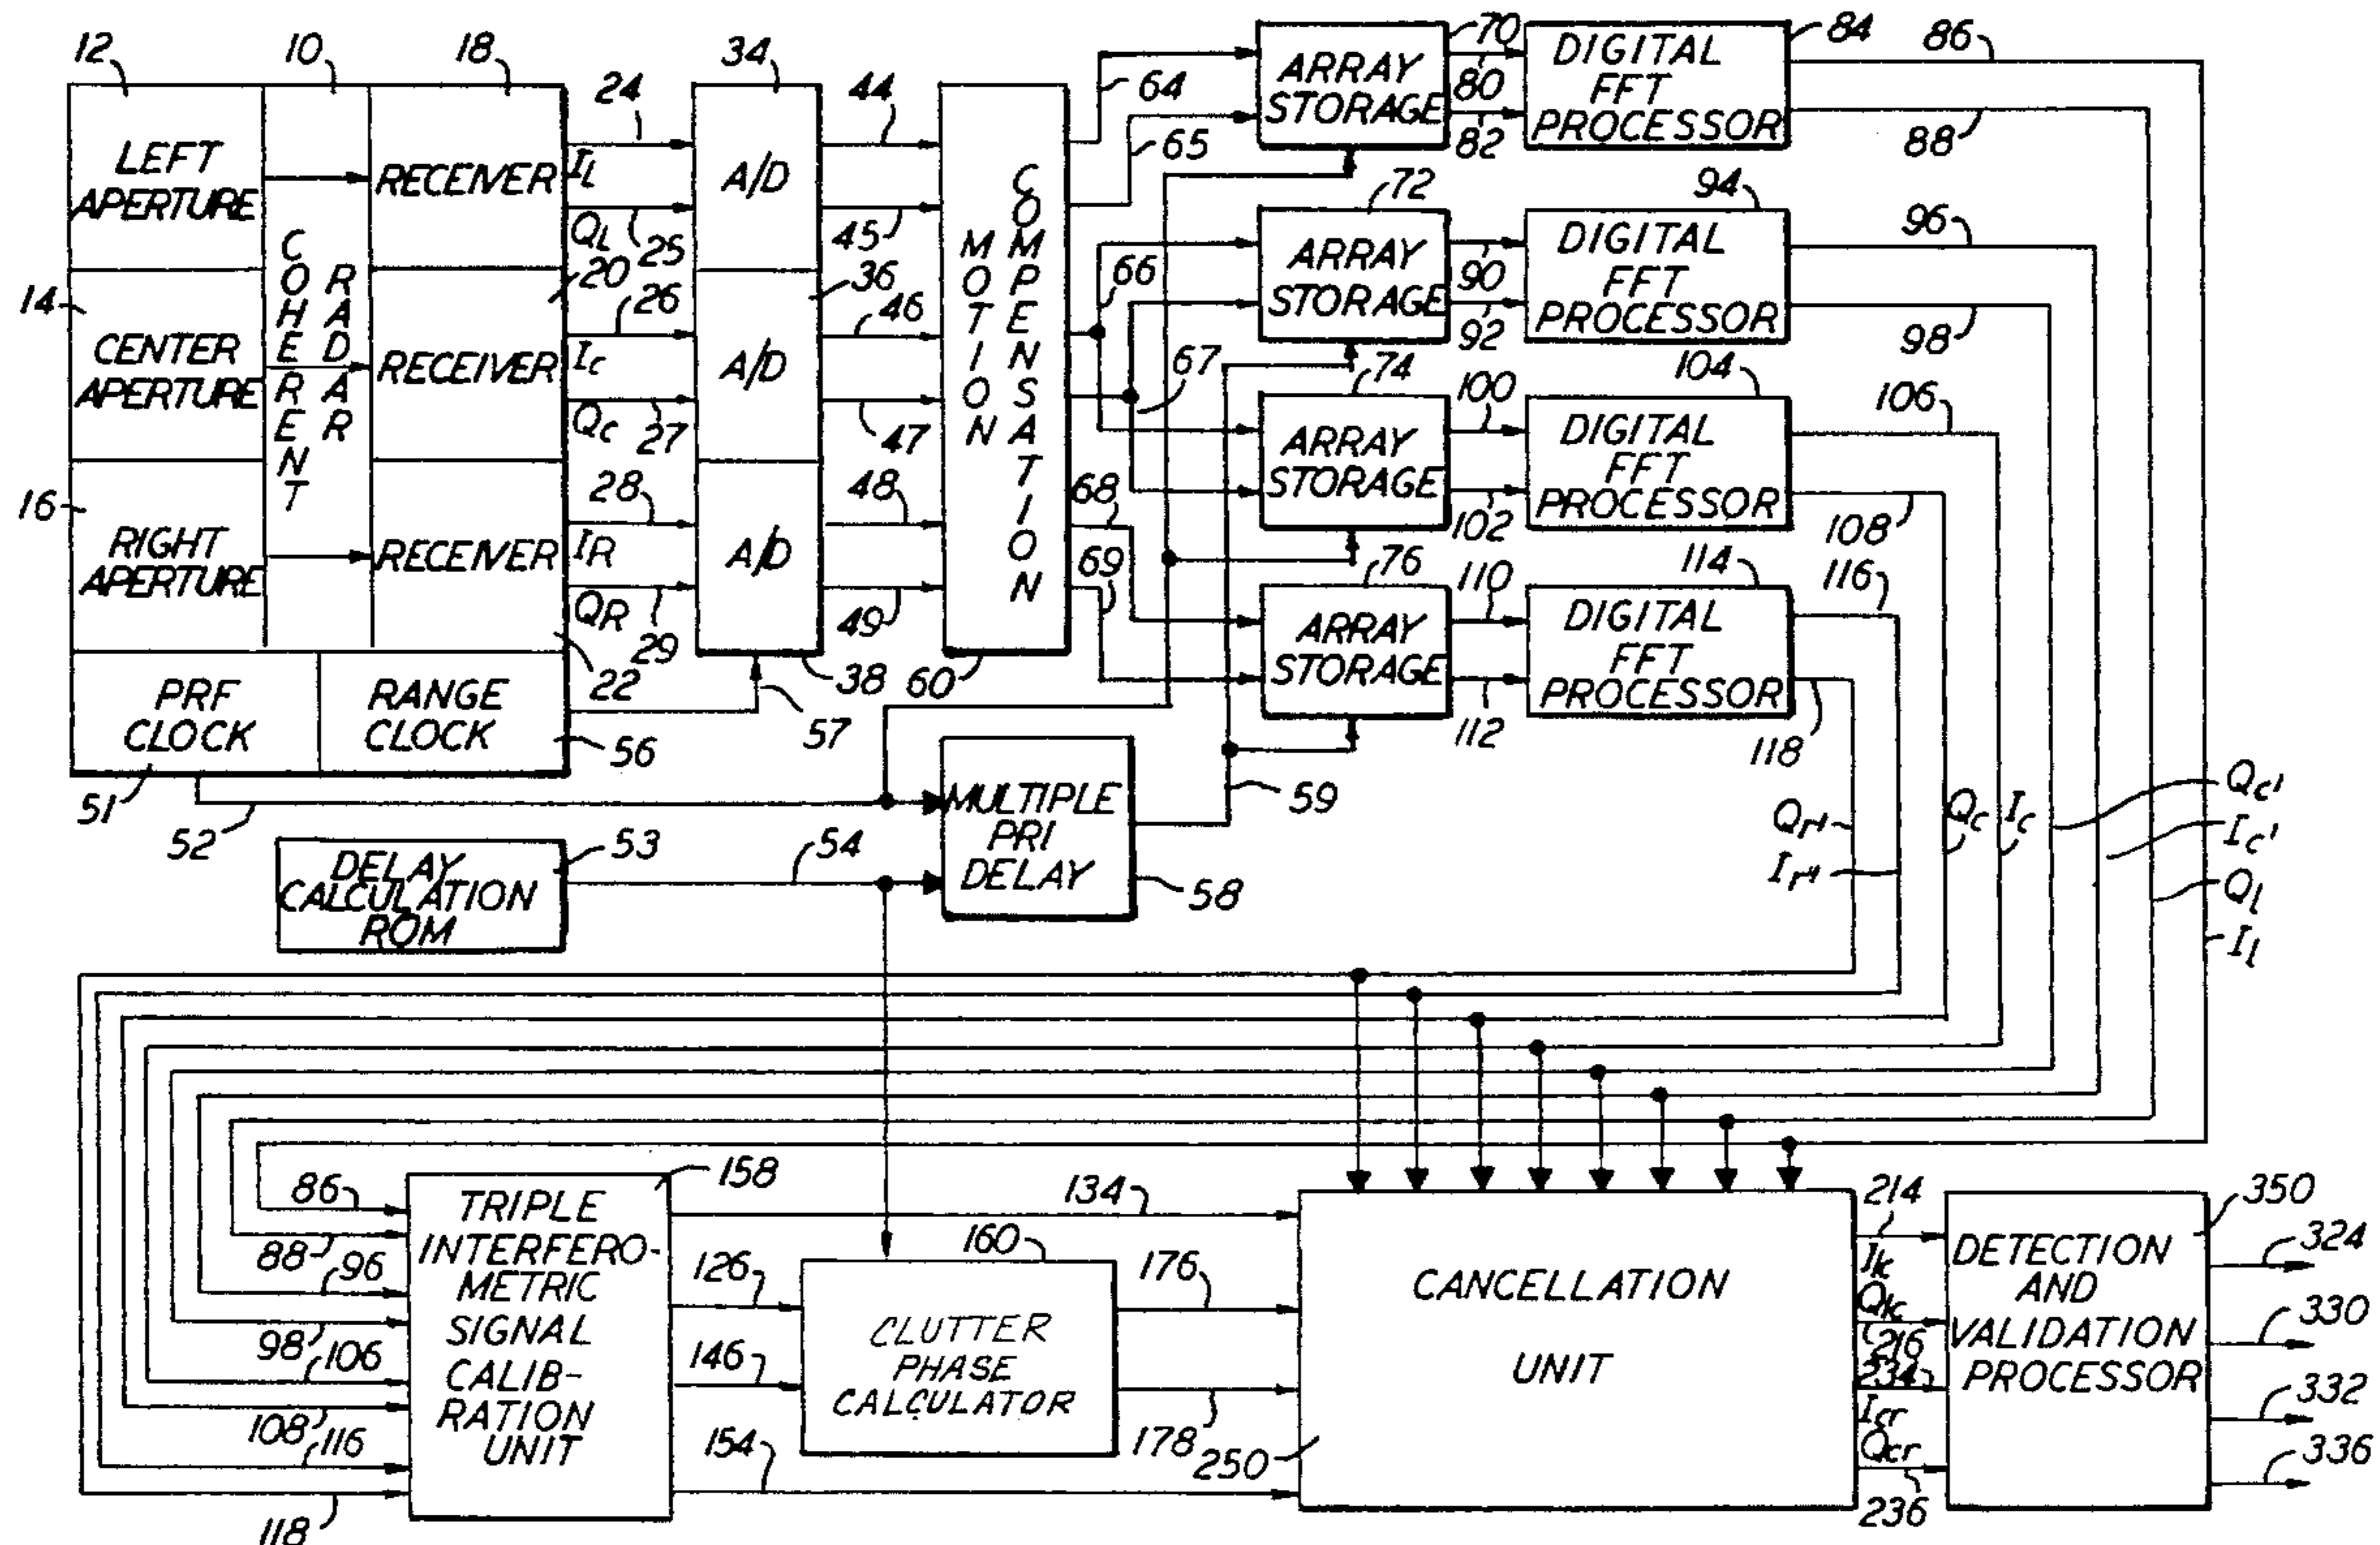 12
10
18
34
24
44
64
70
80
82
84
86
88
65
LEFT
APERTURE
COHERENT
RADAR
RECEIVER
I_L
Q_L
25
A/D
45
MOTION
COMPENSATION
ARRAY
STORAGE
DIGITAL
FFT
PROCESSOR
72
94
96
14
CENTER
APERTURE
RECEIVER
20
26
I_C
Q_C
27
36
A/D
46
47
66
67
ARRAY
STORAGE
90
92
DIGITAL
FFT
PROCESSOR
98
74
100
104
106
16
RIGHT
APERTURE
RECEIVER
28
I_R
Q_R
29
A/D
48
49
68
69
ARRAY
STORAGE
102
DIGITAL
FFT
PROCESSOR
108
76
110
114
116
22
38
60
ARRAY
STORAGE
112
DIGITAL
FFT
PROCESSOR
118
PRF
CLOCK
RANGE
CLOCK
56
57
51
52
MULTIPLE
PRI
DELAY
58
59
53
DELAY
CALCULATION
ROM
54
Q_r'
I_r'
Q_C
I_C
Q_C'
I_C'
Q_l
I_l
86
88
96
98
106
108
116
118
158
TRIPLE
INTERFERO-
METRIC
SIGNAL
CALIB-
RATION
UNIT
134
126
146
154
160
CLUTTER
PHASE
CALCULATOR
176
178
250
CANCELLATION
UNIT
214
I_lc
Q_lc
216
234
I_cr
Q_cr
236
350
DETECTION
AND
VALIDATION
PROCESSOR
324
330
332
336